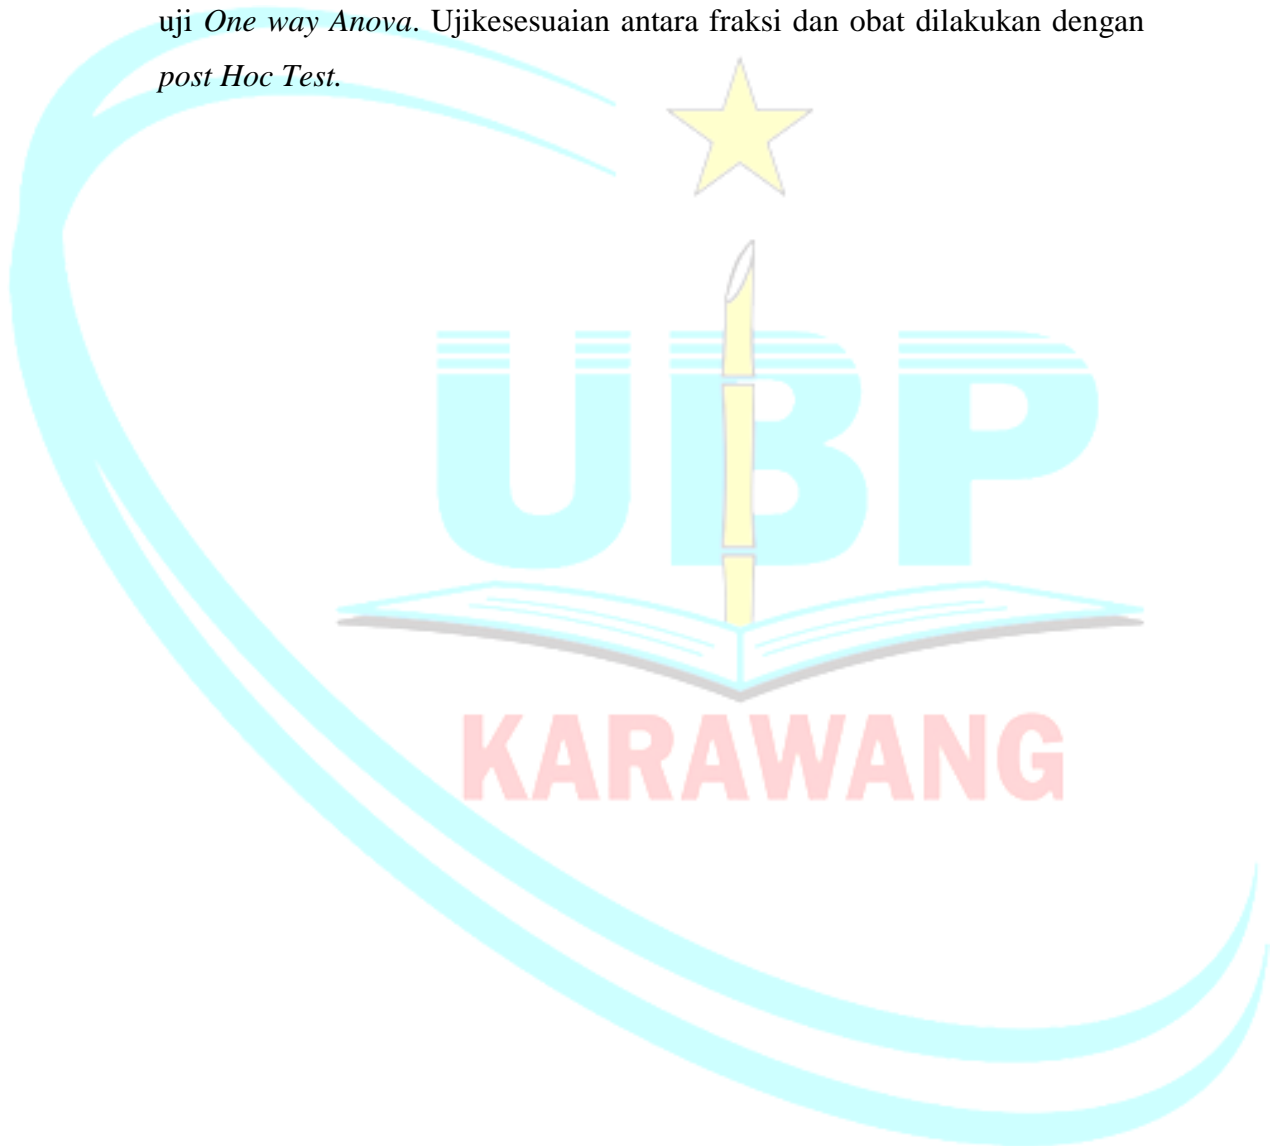 uji One way Anova. Ujikesesuaian antara fraksi dan obat dilakukan dengan
post Hoc Test.
UBP
KARAWANG